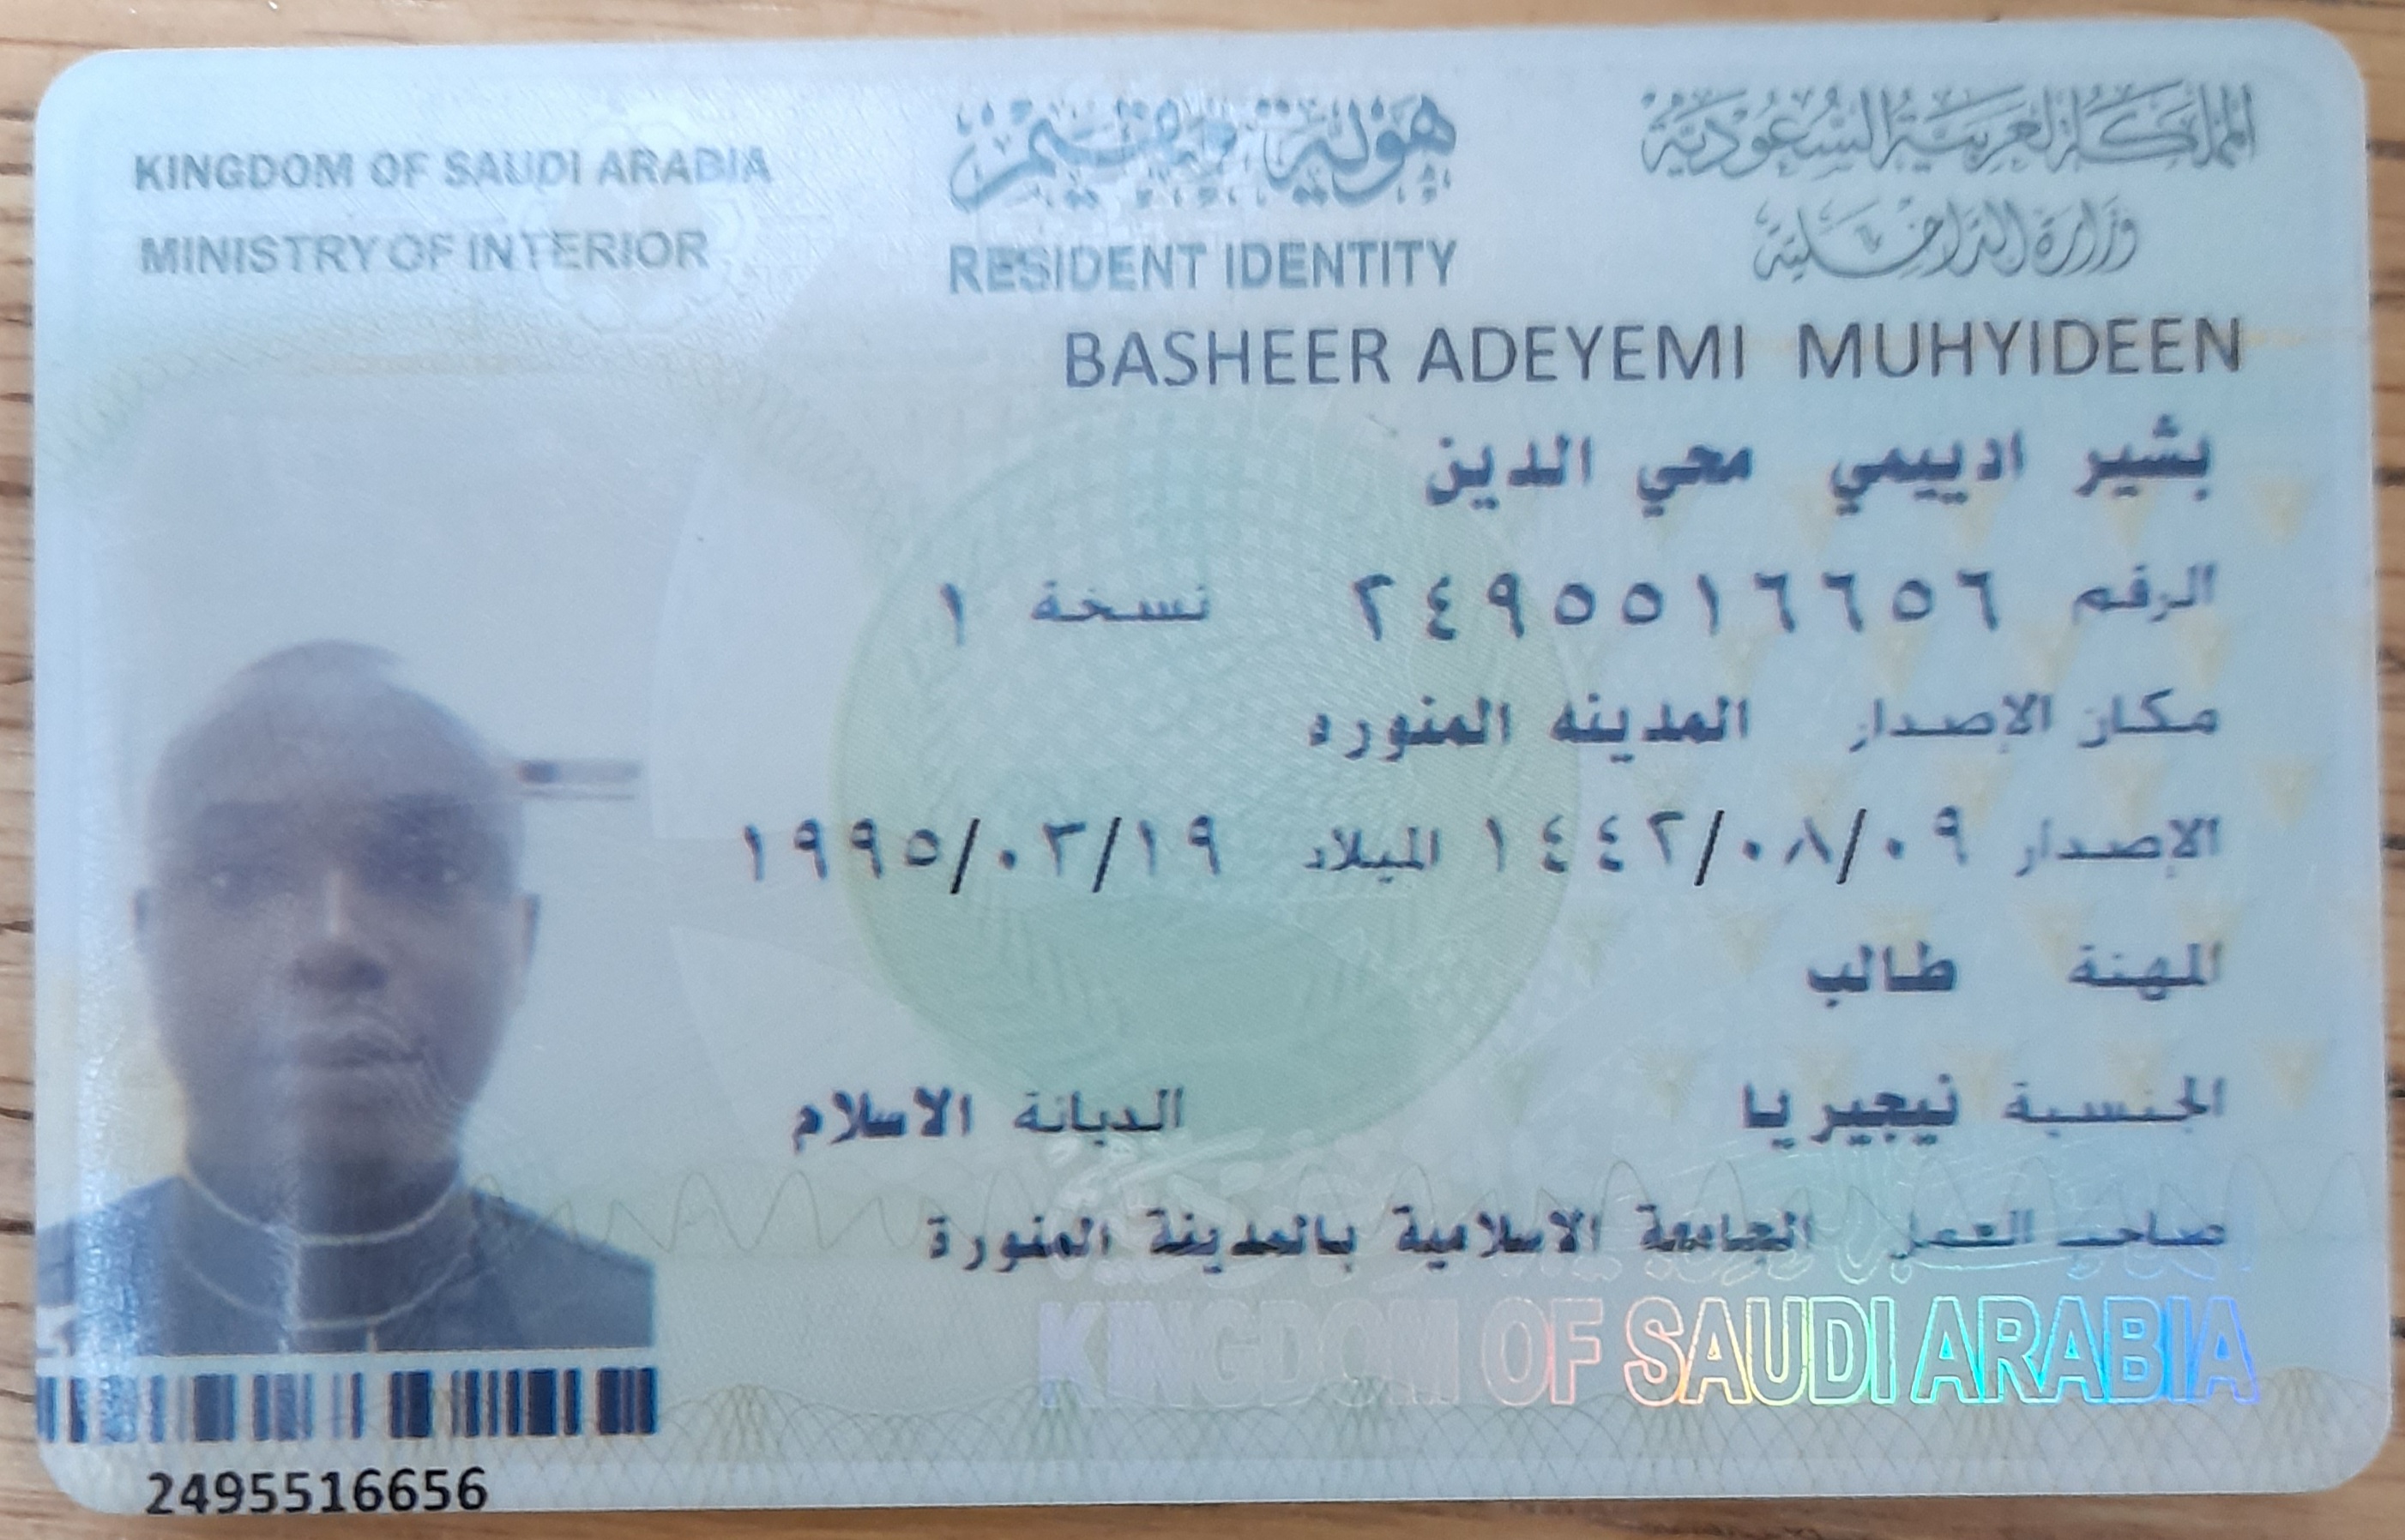 KINGDOM OF SAUDI ARABIA
MINISTRY OF INTERIOR
هوية مقيم
RESIDENT IDENTITY
المملكة العربية السعودية
وزارة الداخلية
BASHEER ADEYEMI MUHYIDEEN
بشير ادييمي محي الدين
الرقم ٢٤٩٥٥١٦٦٥٦ نسخة ١
مكان الإصدار المدينه المنوره
الإصدار ١٤٤٢/٠٨/٠٩ الميلاد ١٩٩٥/٠٣/١٩
المهنة طالب
الجنسية نيجيريا الديانة الاسلام
صاحب العمل الجامعة الاسلامية بالمدينة المنورة
KINGDOM OF SAUDI ARABIA
2495516656